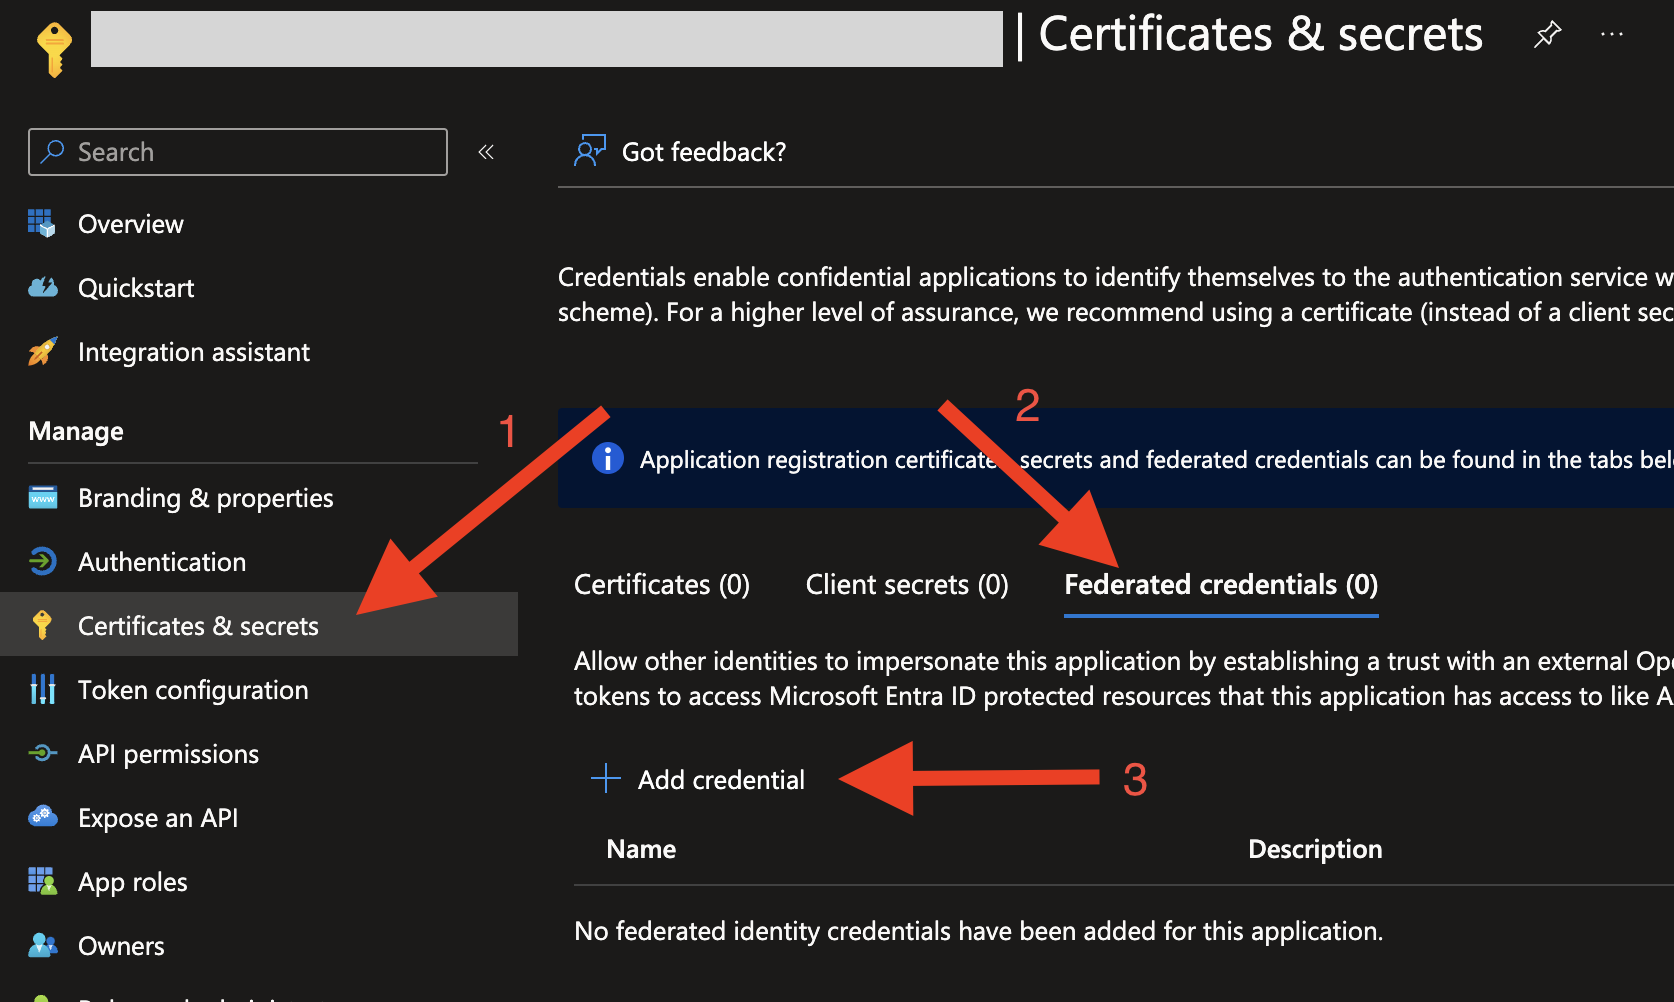 | Certificates & secrets
Search
Got feedback?
Overview
Quickstart
Integration assistant
Manage
Branding & properties
Authentication
Certificates & secrets
Token configuration
API permissions
Expose an API
App roles
Owners
Credentials enable confidential applications to identify themselves to the authentication service w
scheme). For a higher level of assurance, we recommend using a certificate (instead of a client sec
1
2
Application registration certificate secrets and federated credentials can be found in the tabs bel
Certificates (0)
Client secrets (0)
Federated credentials (0)
Allow other identities to impersonate this application by establishing a trust with an external Ope
tokens to access Microsoft Entra ID protected resources that this application has access to like A
Add credential
3
Name
Description
No federated identity credentials have been added for this application.